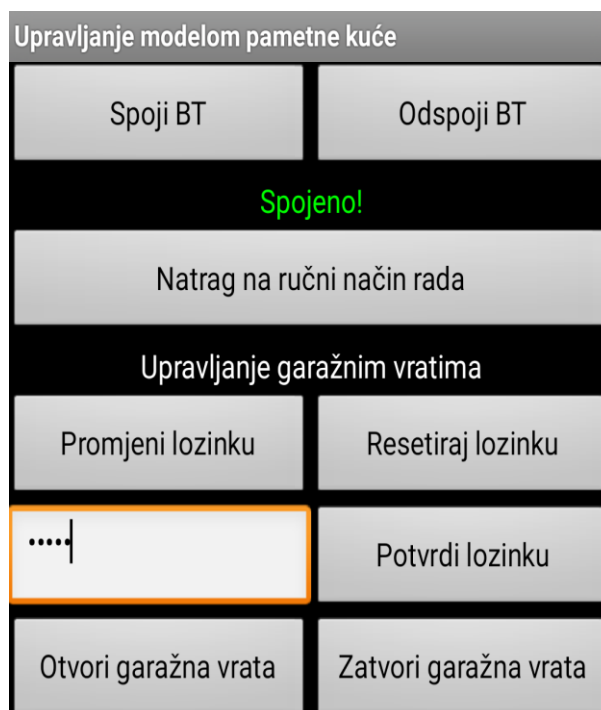 Upravljanje modelom pametne kuće
Spoji BT
Odspoji BT
Spojeno!
Natrag na ručni način rada
Upravljanje garažnim vratima
Promjeni lozinku
Resetiraj lozinku
•••••
Potvrdi lozinku
Otvori garažna vrata
Zatvori garažna vrata